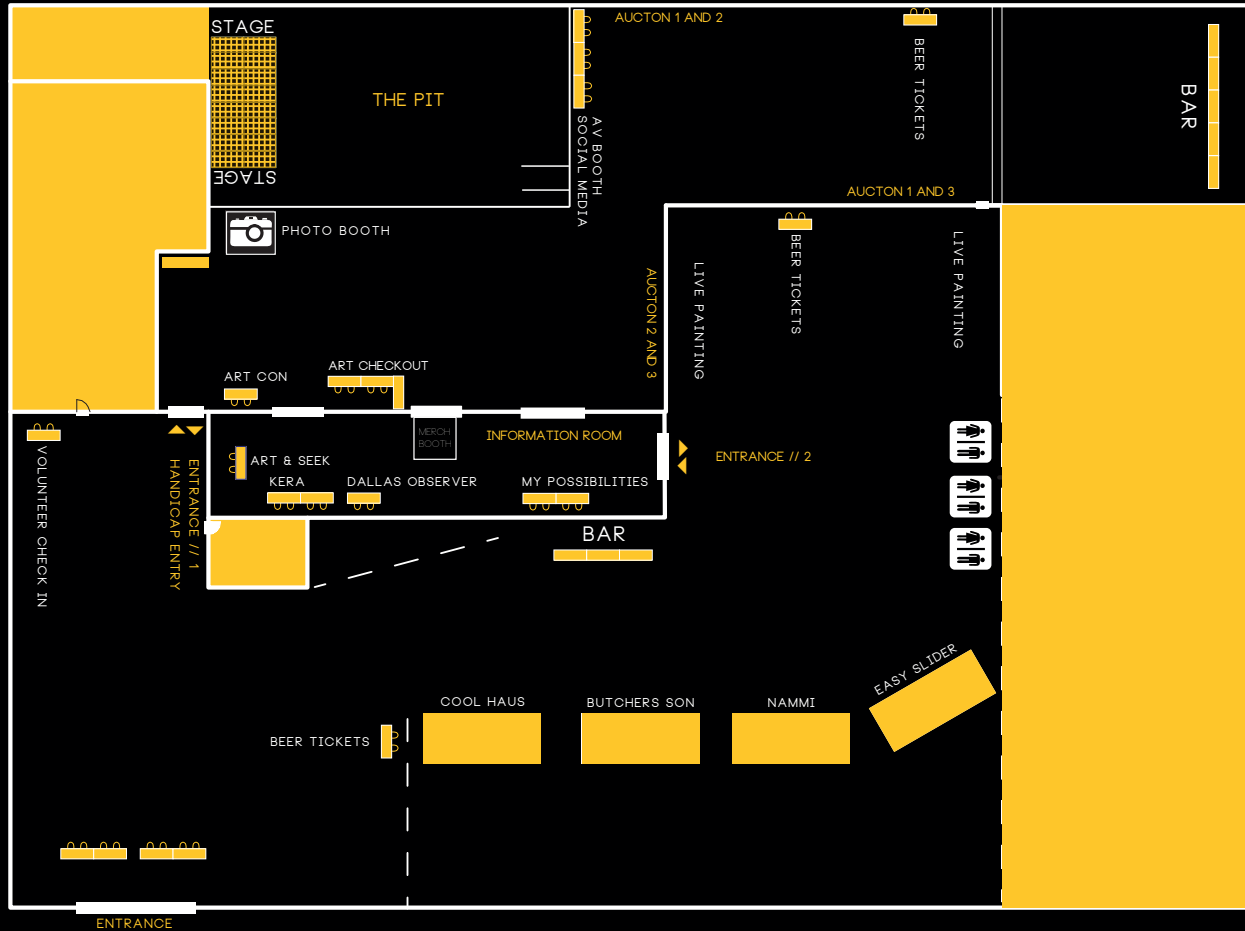 STAGE
AUCTON 1 AND 2
BEER TICKETS
BAR
THE PIT
AV BOOTH
SOCIAL MEDIA
STAGE
AUCTON 1 AND 3
PHOTO BOOTH
BEER TICKETS
LIVE PAINTING
LIVE PAINTING
AUCTON 2 AND 3
ART CON
ART CHECKOUT
MERCH
BOOTH
INFORMATION ROOM
VOLUNTEER CHECK IN
ENTRANCE // 1
HANDICAP ENTRY
ART & SEEK
KERA
DALLAS OBSERVER
MY POSSIBILITIES
ENTRANCE // 2
BAR
EASY SLIDER
COOL HAUS
BUTCHERS SON
NAMMI
BEER TICKETS
ENTRANCE